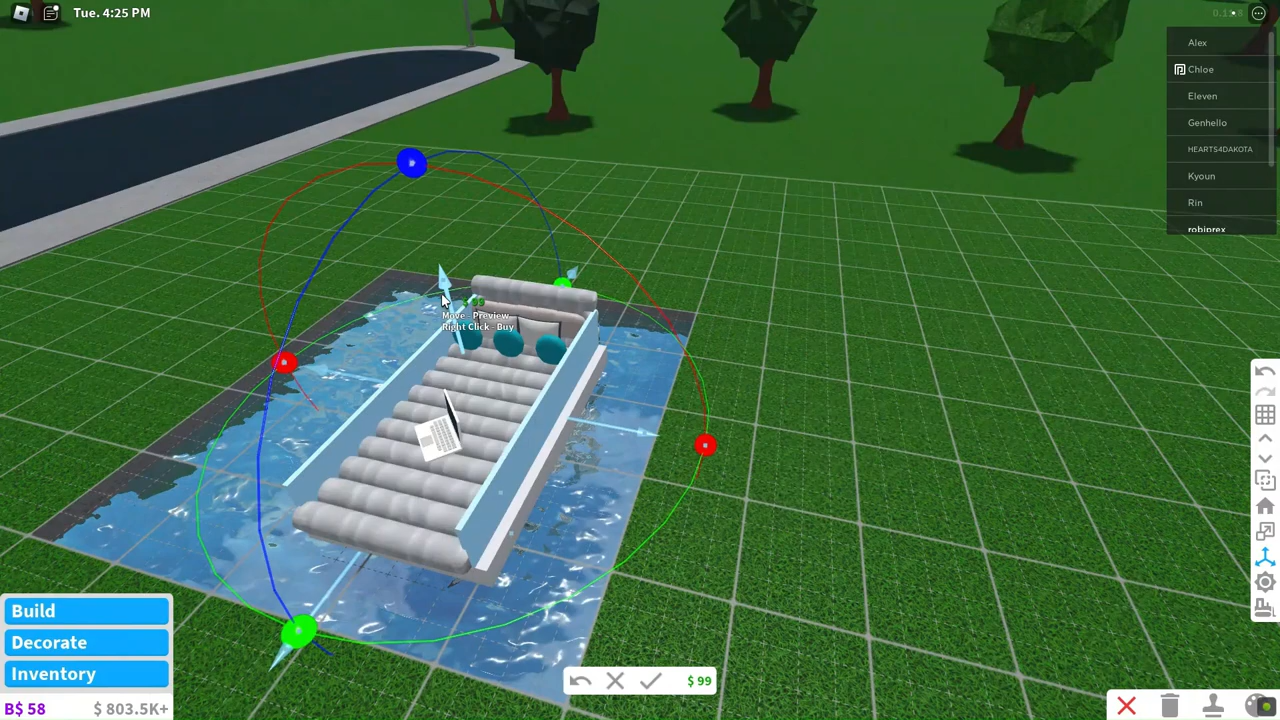 Tue. 4:25 PM
Alex
Chloe
Eleven
Genhello
HEARTS4DAKOTA
Kyoun
Rin
robiprex
$ 99
Move - Preview
Right Click - Buy
Build
Decorate
Inventory
B$ 58
$ 803.5K+
$ 99